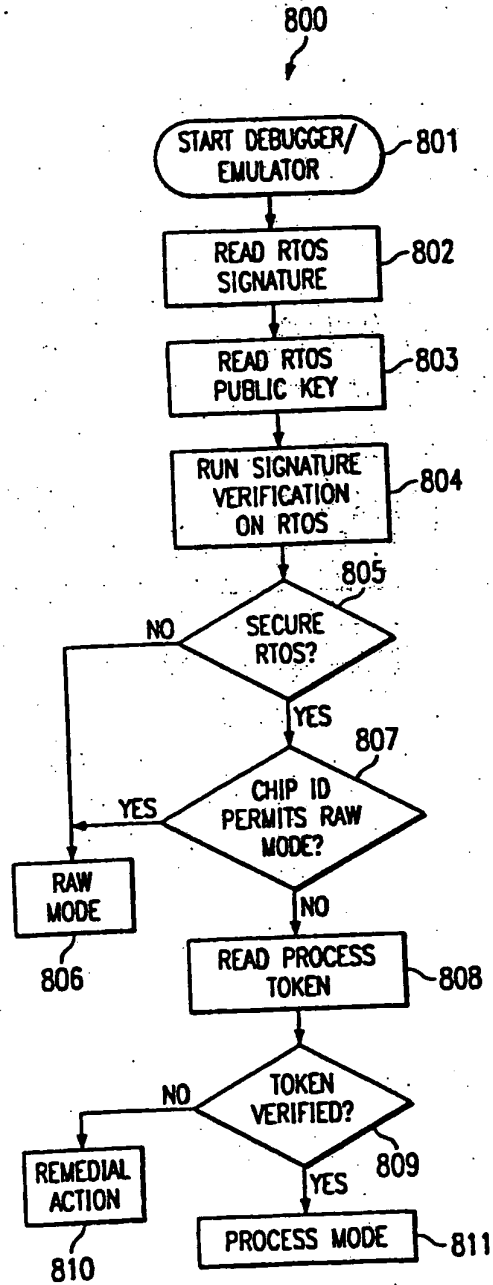 800
START DEBUGGER/
EMULATOR
801
READ RTOS
SIGNATURE
802
READ RTOS
PUBLIC KEY
803
RUN SIGNATURE
VERIFICATION
ON RTOS
804
805
NO
SECURE
RTOS?
YES
807
YES
CHIP ID
PERMITS RAW
MODE?
RAW
MODE
806
NO
READ PROCESS
TOKEN
808
NO
TOKEN
VERIFIED?
809
REMEDIAL
ACTION
810
YES
PROCESS MODE
811